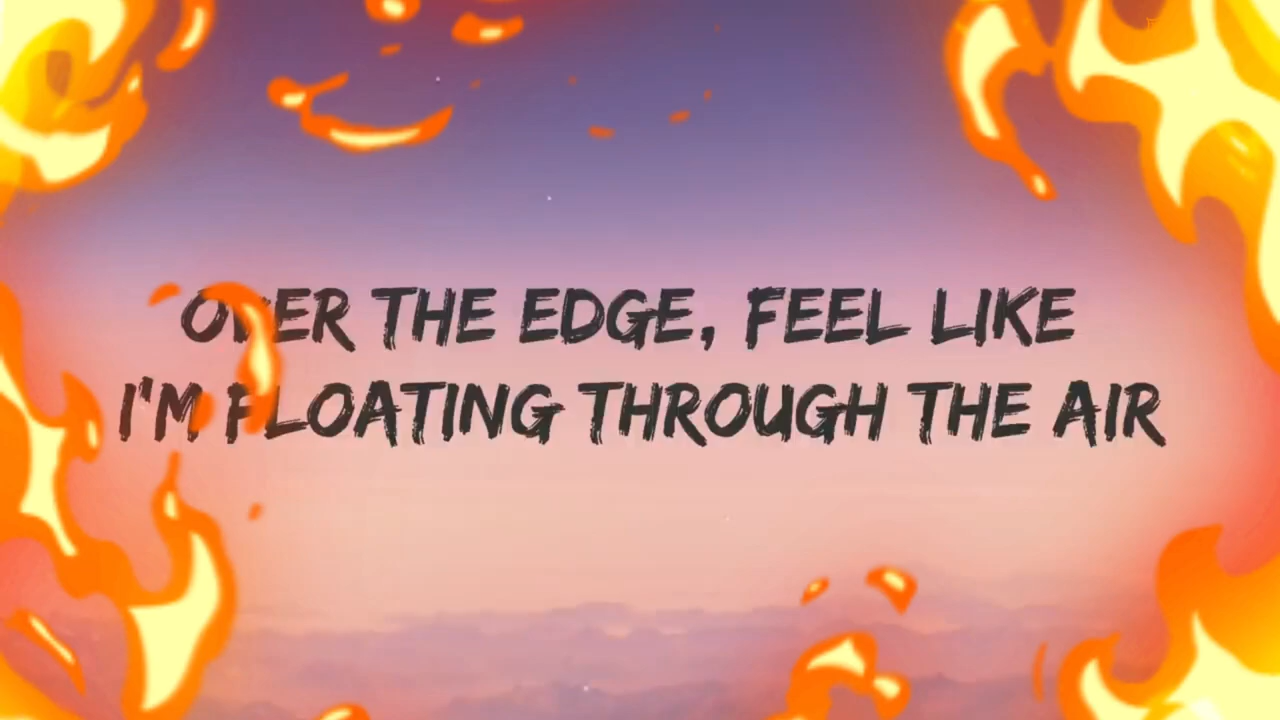 OVER THE EDGE, FEEL LIKE
I'M FLOATING THROUGH THE AIR